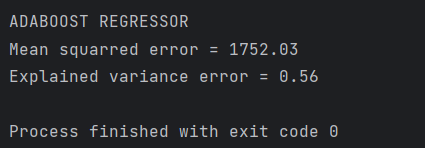 ADABOOST REGRESSOR
Mean squarred error = 1752.03
Explained variance error = 0.56
Process finished with exit code 0